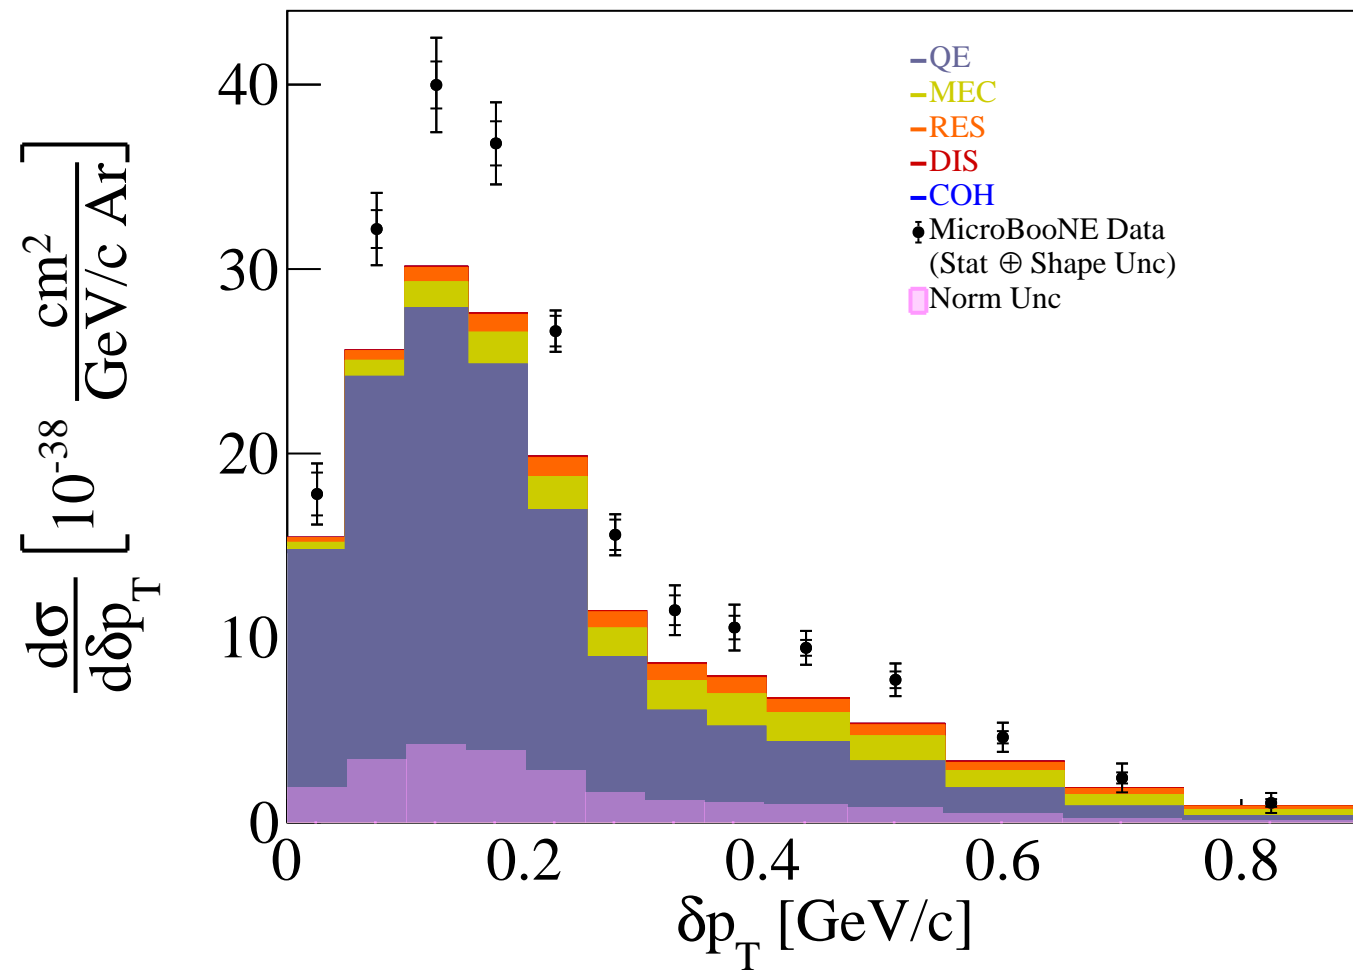 dσ/dδp_T [10^-38 cm^2/GeV/c Ar]
40
30
20
10
0
QE
MEC
RES
DIS
COH
MicroBooNE Data
(Stat ⊕ Shape Unc)
Norm Unc
0 0.2 0.4 0.6 0.8
δp_T [GeV/c]